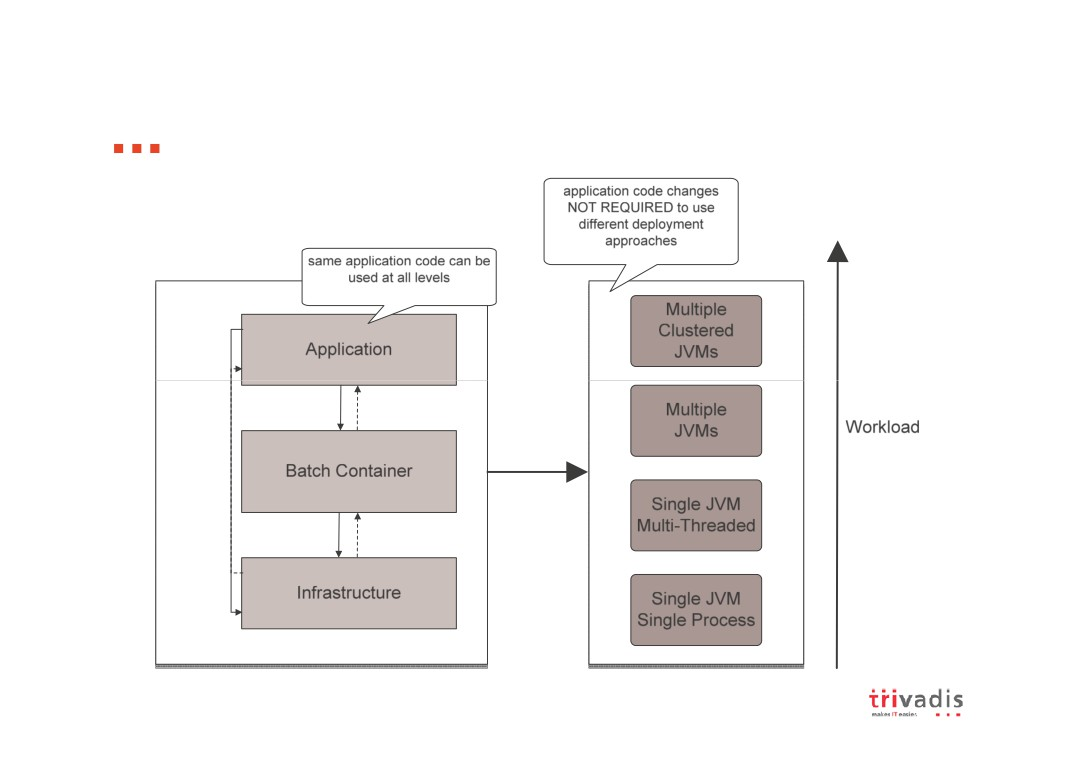 application code changes
NOT REQUIRED to use
different deployment
approaches
same application code can be
used at all levels
Application
Batch Container
Infrastructure
Multiple
Clustered
JVMs
Multiple
JVMs
Single JVM
Multi-Threaded
Single JVM
Single Process
Workload
trivadis
makes IT easier.